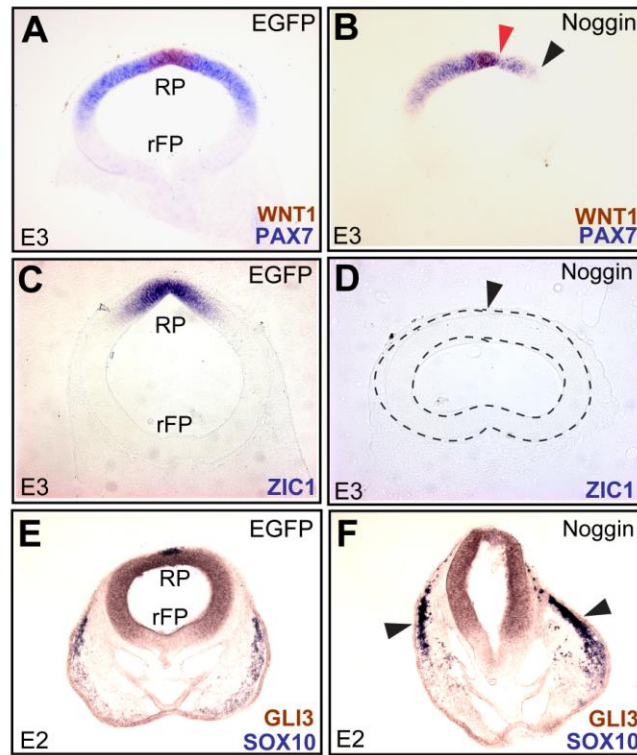 A EGFP
RP
rFP
WNT1
E3 PAX7
B Noggin
WNT1
E3 PAX7
C EGFP
RP
rFP
E3 ZIC1
D Noggin
E3 ZIC1
E EGFP
RP
rFP
GLI3
E2 SOX10
F Noggin
GLI3
E2 SOX10